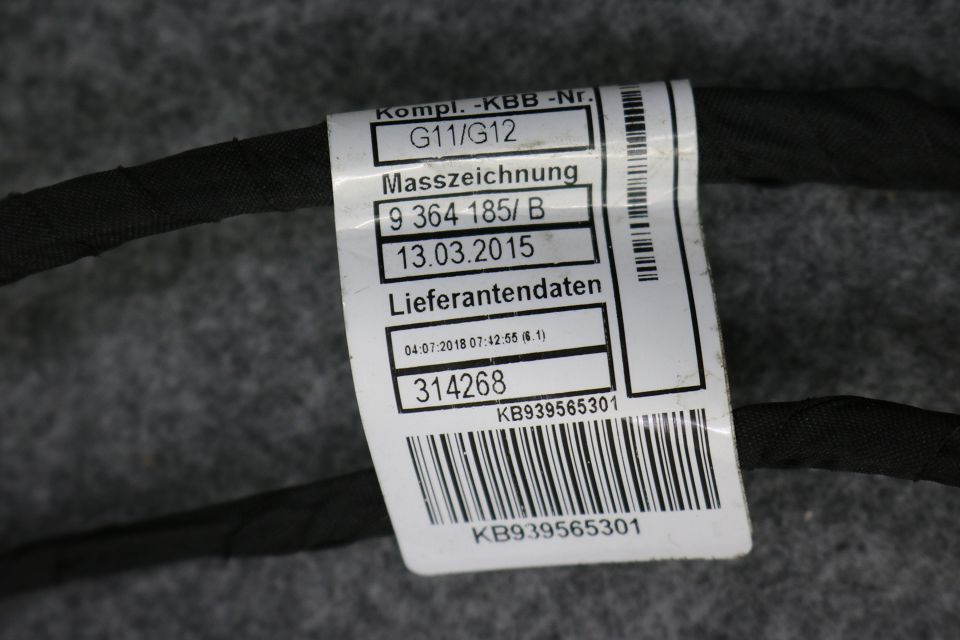 Kompl. -KBB -Nr.
G11/G12
Masszeichnung
9 364 185/ B
13.03.2015
Lieferantendaten
04:07:2018 07:42:55 (6.1)
314268
KB939565301
KB939565301